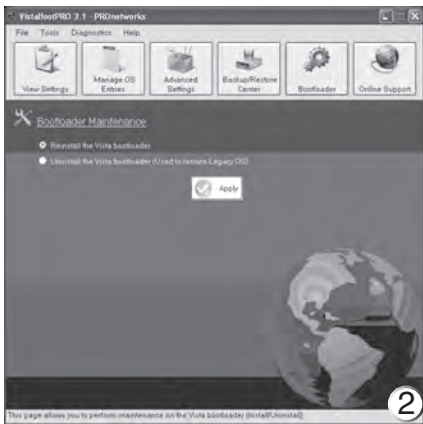 VistaBootPRO 3.1 - PROnetworks
File Tools Diagnostics Help
View Settings
Manage OS Entries
Advanced Settings
Backup/Restore Center
Bootloader
Online Support
Bootloader Maintenance
Reinstall the Vista bootloader
Uninstall the Vista bootloader (Used to restore Legacy OS)
Apply
2
This page allows you to perform maintenance on the Vista bootloader (Install/Uninstall)